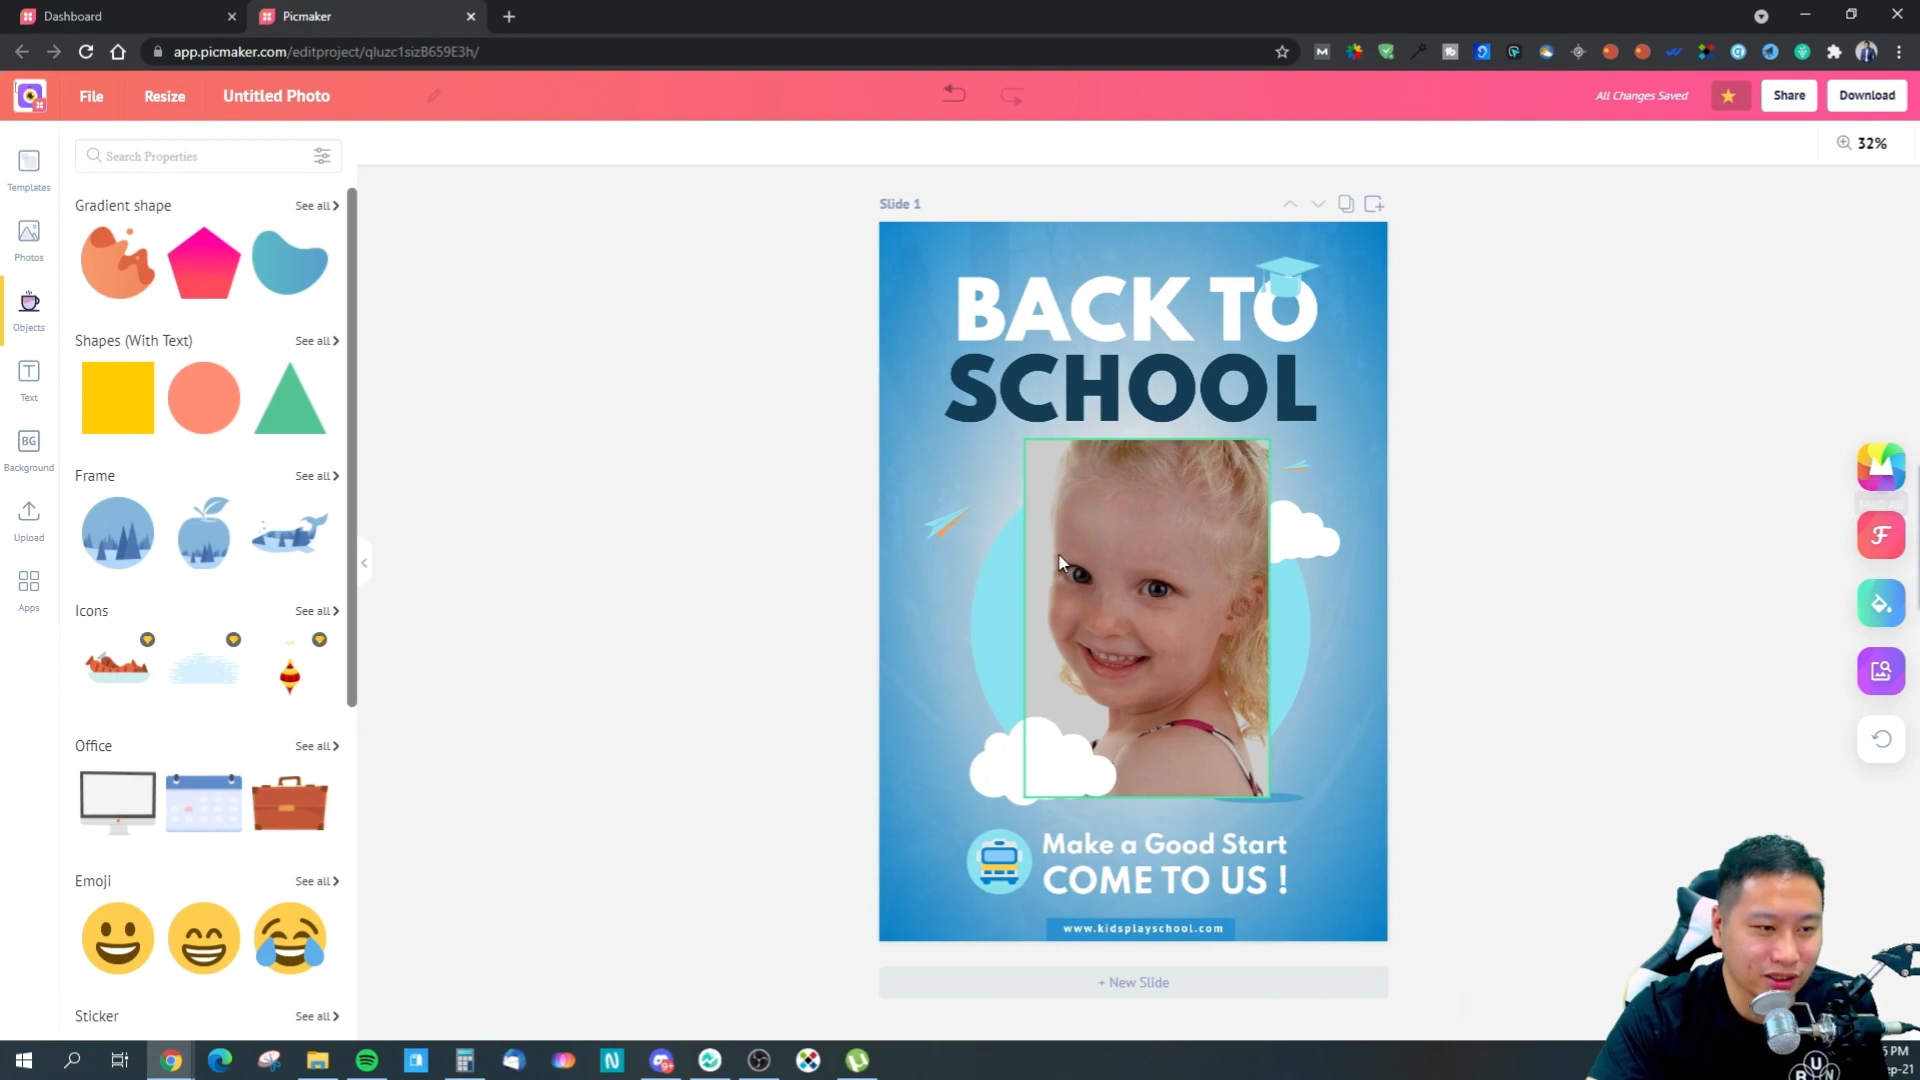 Dashboard
Picmaker
app.picmaker.com/editproject/qluzc1sizB659E3h/
File
Resize
Untitled Photo
All Changes Saved
Share
Download
Templates
Photos
Objects
Text
BG
Background
Upload
Apps
Search Properties
Gradient shape
See all
Shapes (With Text)
See all
Frame
See all
Icons
See all
Office
See all
Emoji
See all
Sticker
See all
32%
Slide 1
BACK TO
SCHOOL
Make a Good Start
COME TO US !
www.kidsplayschool.com
+ New Slide